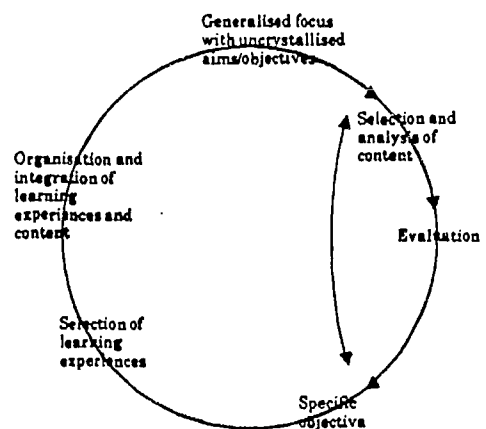 Generalised focus
with uncrystallised
aims/objectives
Selection and
analysis of
content
Evaluation
Specific
objectiva
Selection of
learning
experiences
Organisation and
integration of
learning
experiences and
content